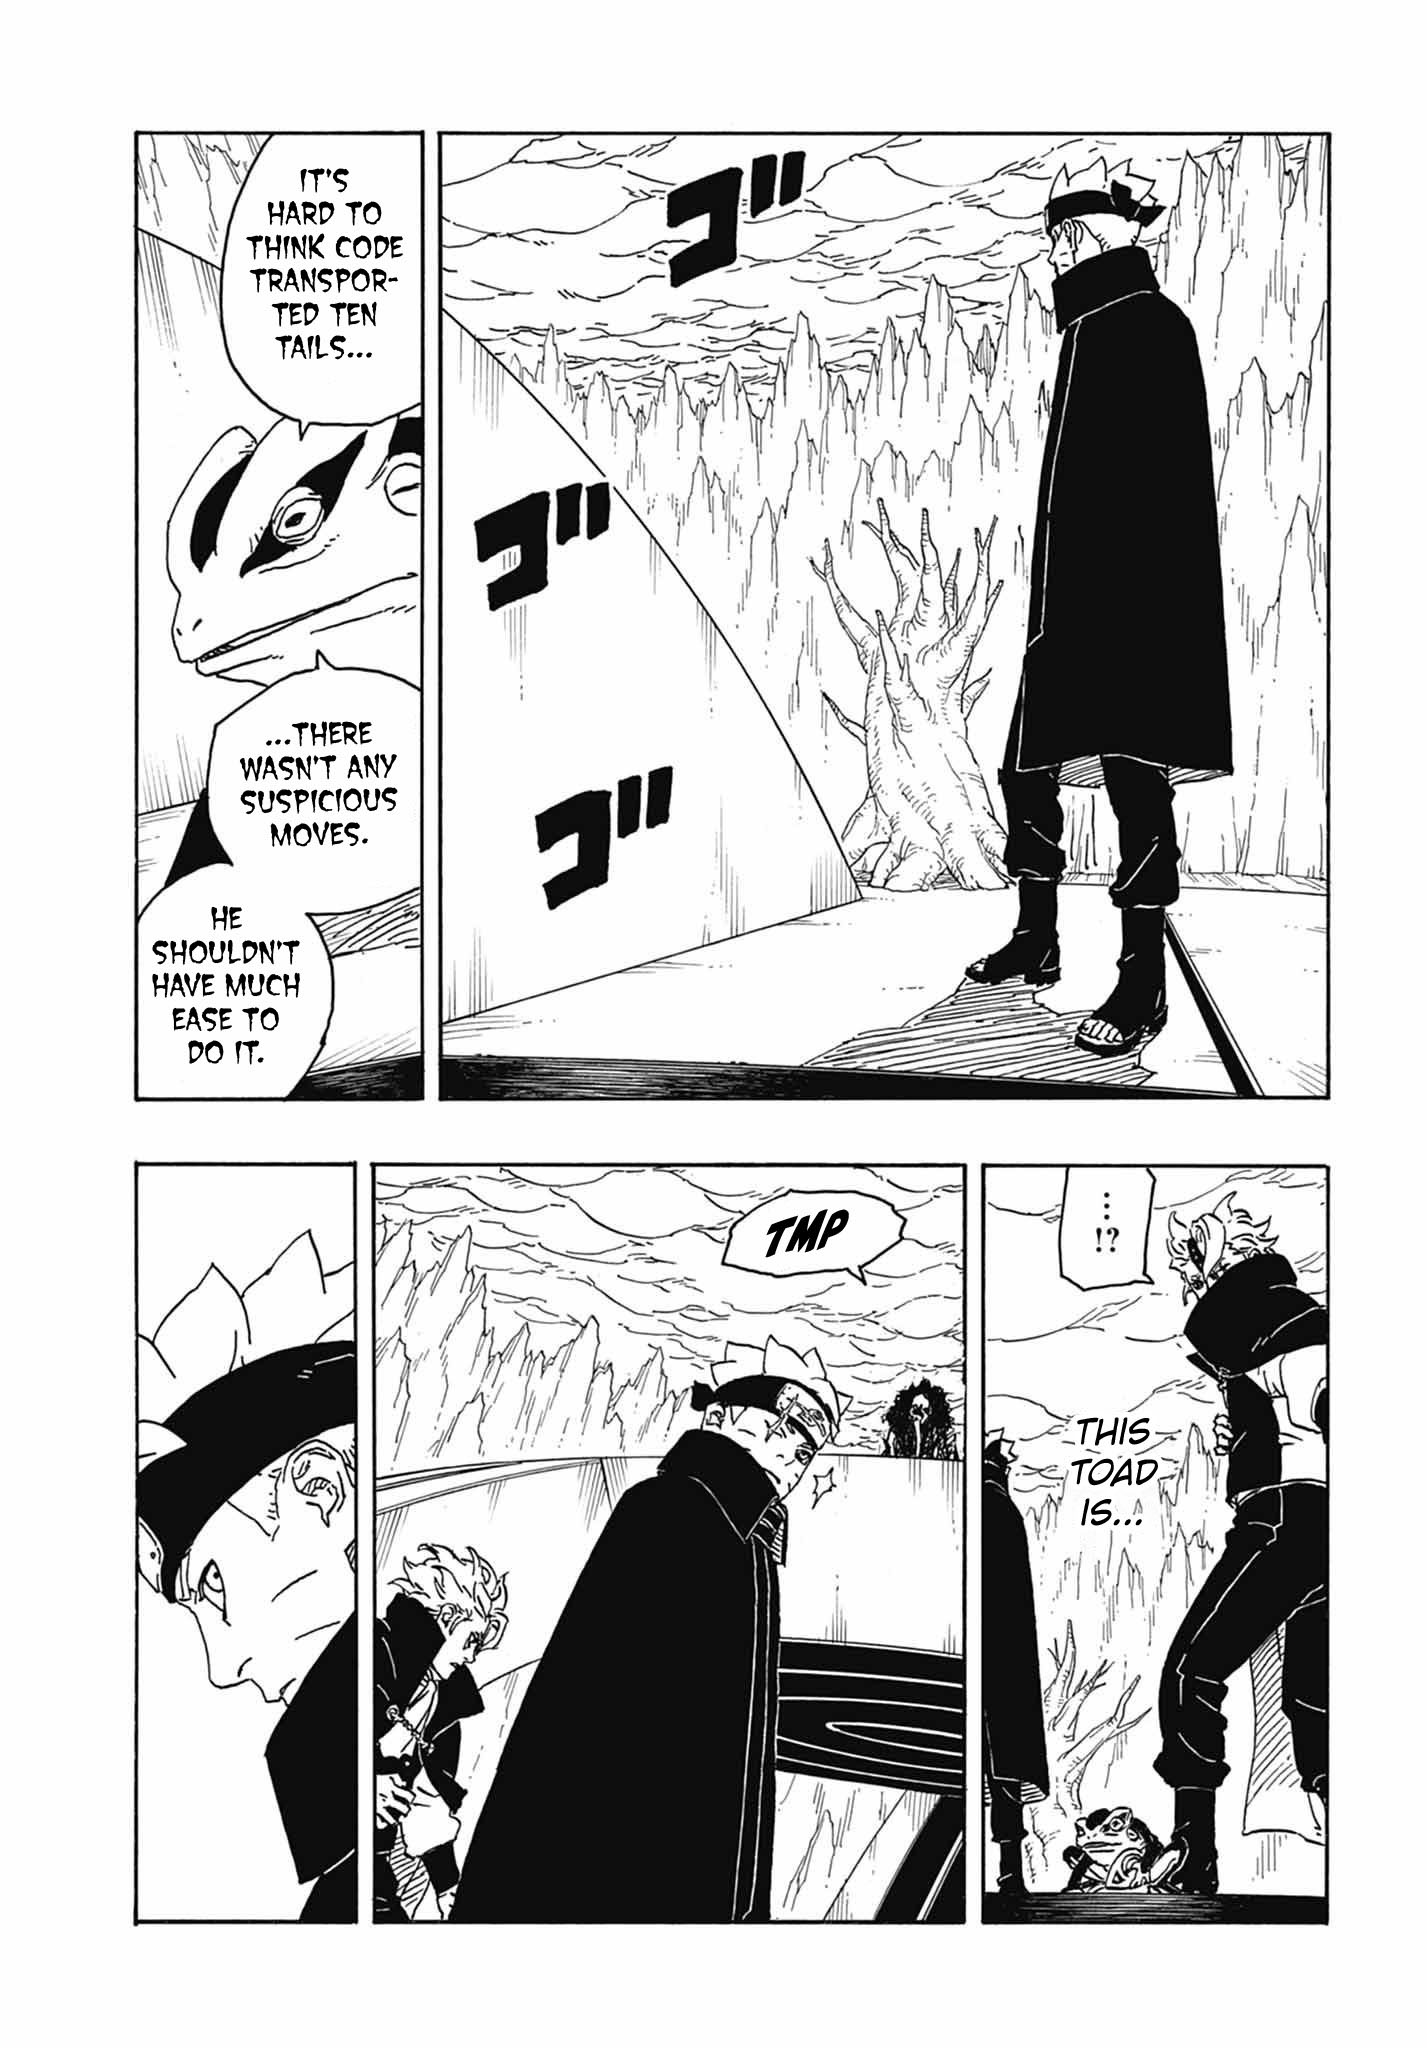 ゴ
ゴ
ゴ
IT'S
HARD TO
THINK CODE
TRANSPOR-
TED TEN
TAILS...
...THERE
WASN'T ANY
SUSPICIOUS
MOVES.
HE
SHOULDN'T
HAVE MUCH
EASE TO
DO IT.
...
!?
THIS
TOAD
IS...
TMP